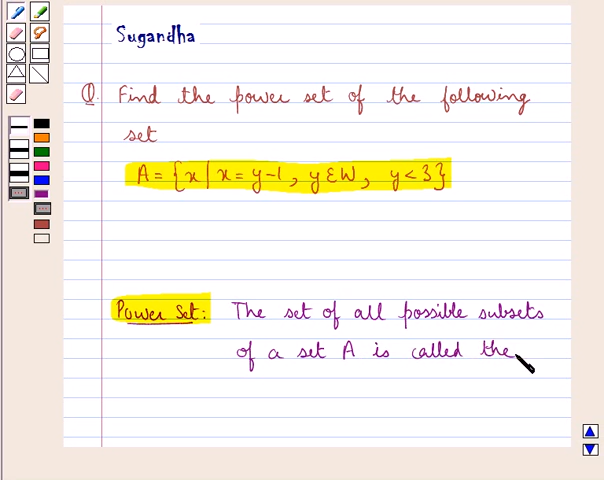 Sugandha
Q. Find the power set of the following
set
A = { x | x = y-1, y ε W, y < 3 }
Power Set: The set of all possible subsets
of a set A is called the